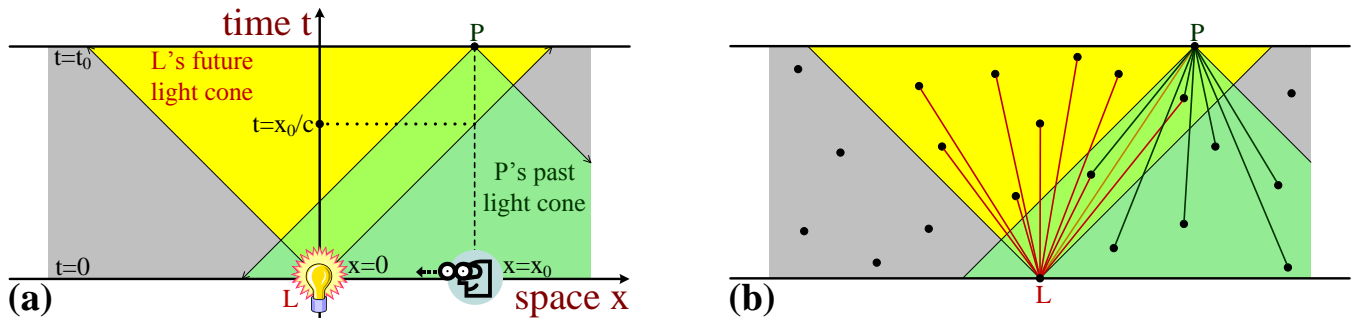 time t
P
t=t₀
L's future
light cone
t=x₀/c
P's past
light cone
t=0
x=0
x=x₀
L
space x
(a)
P
L
(b)